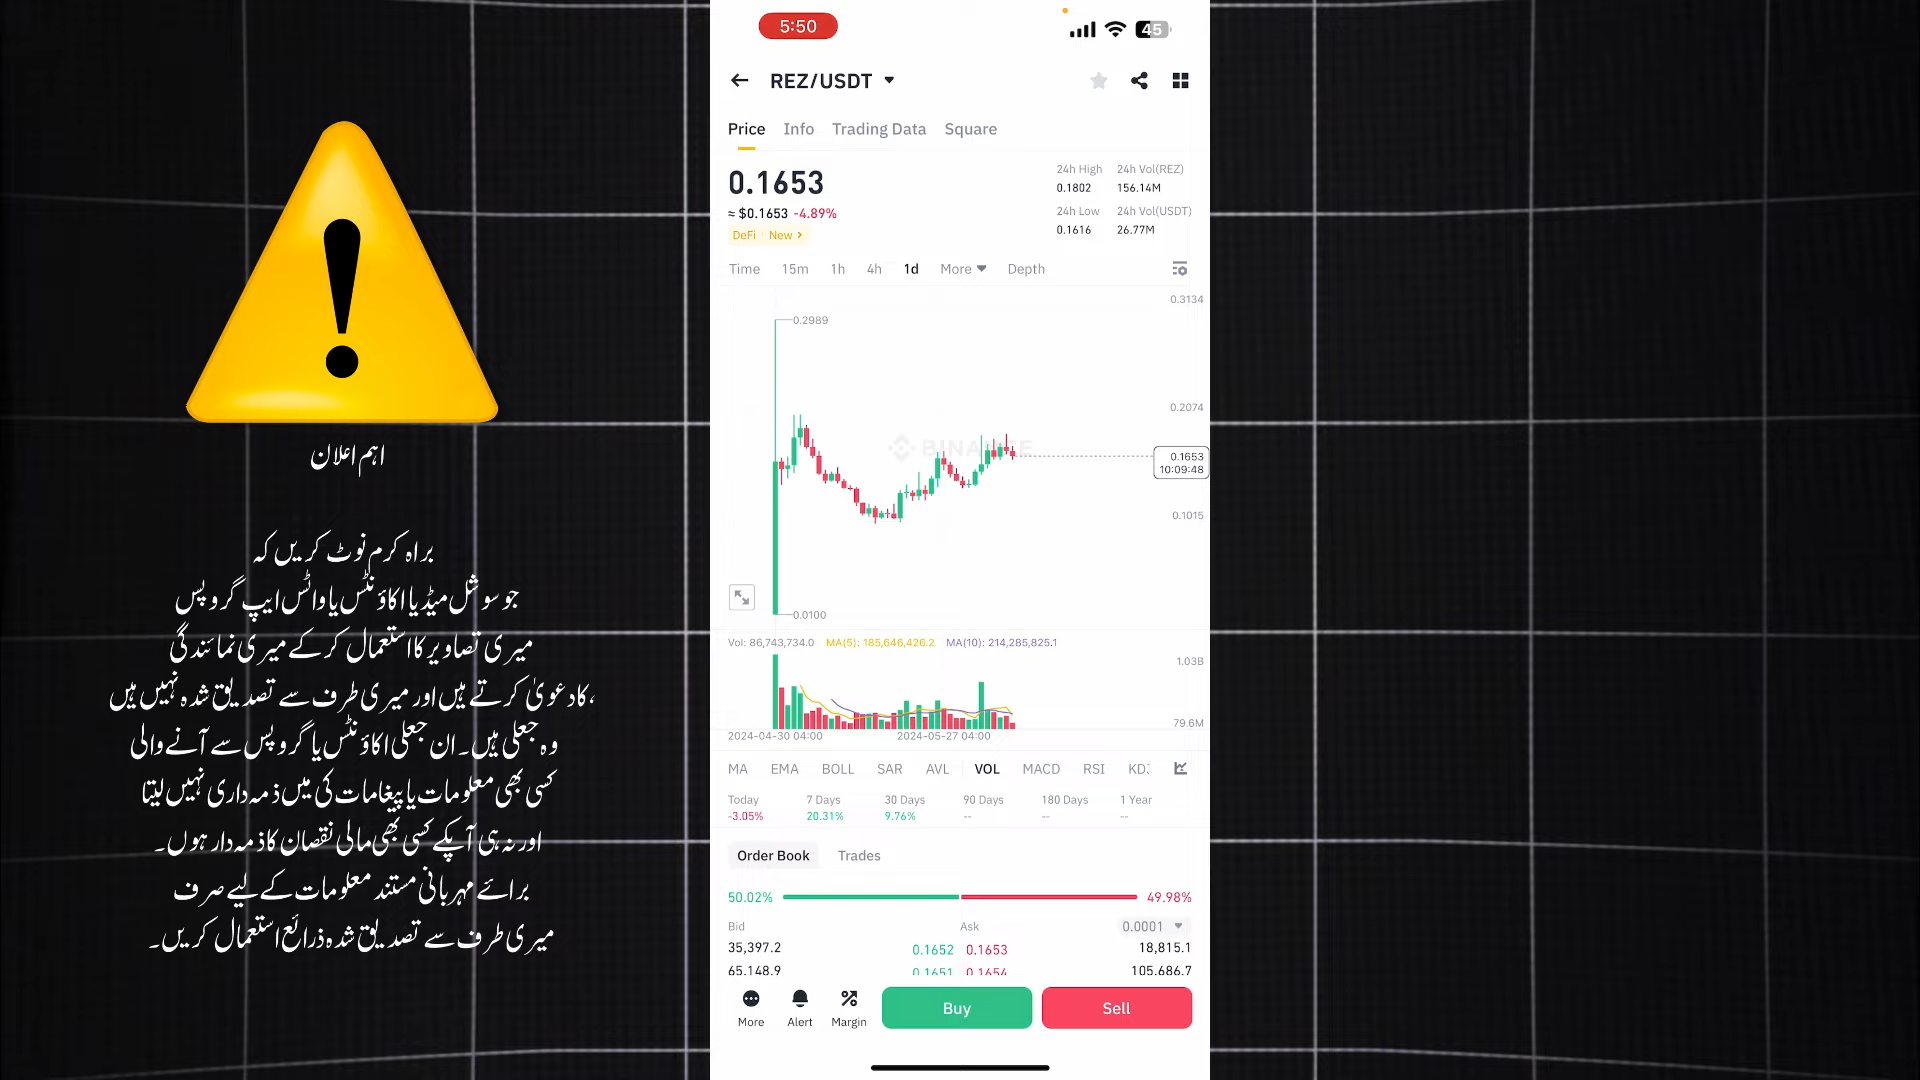 5:50
45
REZ/USDT
Price Info Trading Data Square
0.1653
≈ $0.1653 -4.89%
DeFi New >
24h High 24h Vol(REZ)
0.1802 156.14M
24h Low 24h Vol(USDT)
0.1616 26.77M
Time 15m 1h 4h 1d More Depth
0.3134
0.2989
0.2074
BINANCE
0.1653
10:09:48
0.1015
0.0100
Vol: 86,743,734.0 MA(5): 185,646,426.2 MA(10): 214,285,825.1
1.03B
79.6M
2024-04-30 04:00 2024-05-27 04:00
MA EMA BOLL SAR AVL VOL MACD RSI KDJ
Today 7 Days 30 Days 90 Days 180 Days 1 Year
-3.05% 20.31% 9.76% -- -- --
Order Book Trades
50.02% 49.98%
Bid Ask 0.0001
35,397.2 0.1652 0.1653 18,815.1
65,148.9 0.1651 0.1654 105,686.7
More Alert Margin Buy Sell
اہم اعلان
براہ کرم نوٹ کریں کہ
جو سوشل میڈیا اکاؤنٹس یا واٹس ایپ گروپس
میری تصاویر کا استعمال کر کے میری نمائندگی
کا دعویٰ کرتے ہیں اور میری طرف سے تصدیق شدہ نہیں ہیں،
وہ جعلی ہیں۔ ان جعلی اکاؤنٹس یا گروپس سے آنے والی
کسی بھی معلومات یا پیغامات کی میں ذمہ داری نہیں لیتا
اور نہ ہی آپکے کسی بھی مالی نقصان کا ذمہ دار ہوں۔
برائے مہربانی مستند معلومات کے لیے صرف
میری طرف سے تصدیق شدہ ذرائع استعمال کریں۔